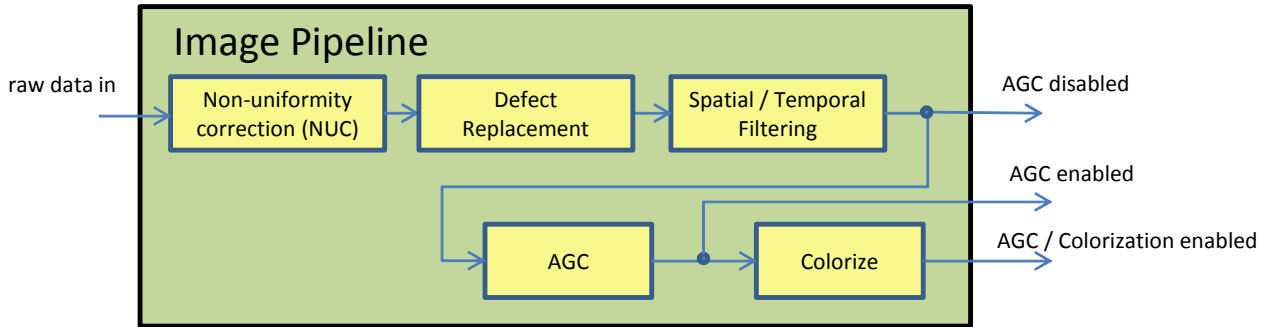 Image Pipeline
raw data in
Non-uniformity
correction (NUC)
Defect
Replacement
Spatial / Temporal
Filtering
AGC disabled
AGC enabled
AGC
Colorize
AGC / Colorization enabled